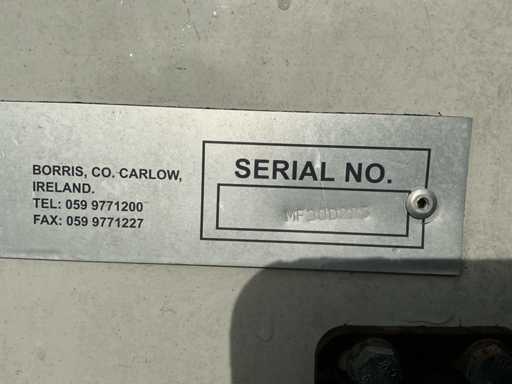 BORRIS, CO. CARLOW,
IRELAND.
TEL: 059 9771200
FAX: 059 9771227
SERIAL NO.